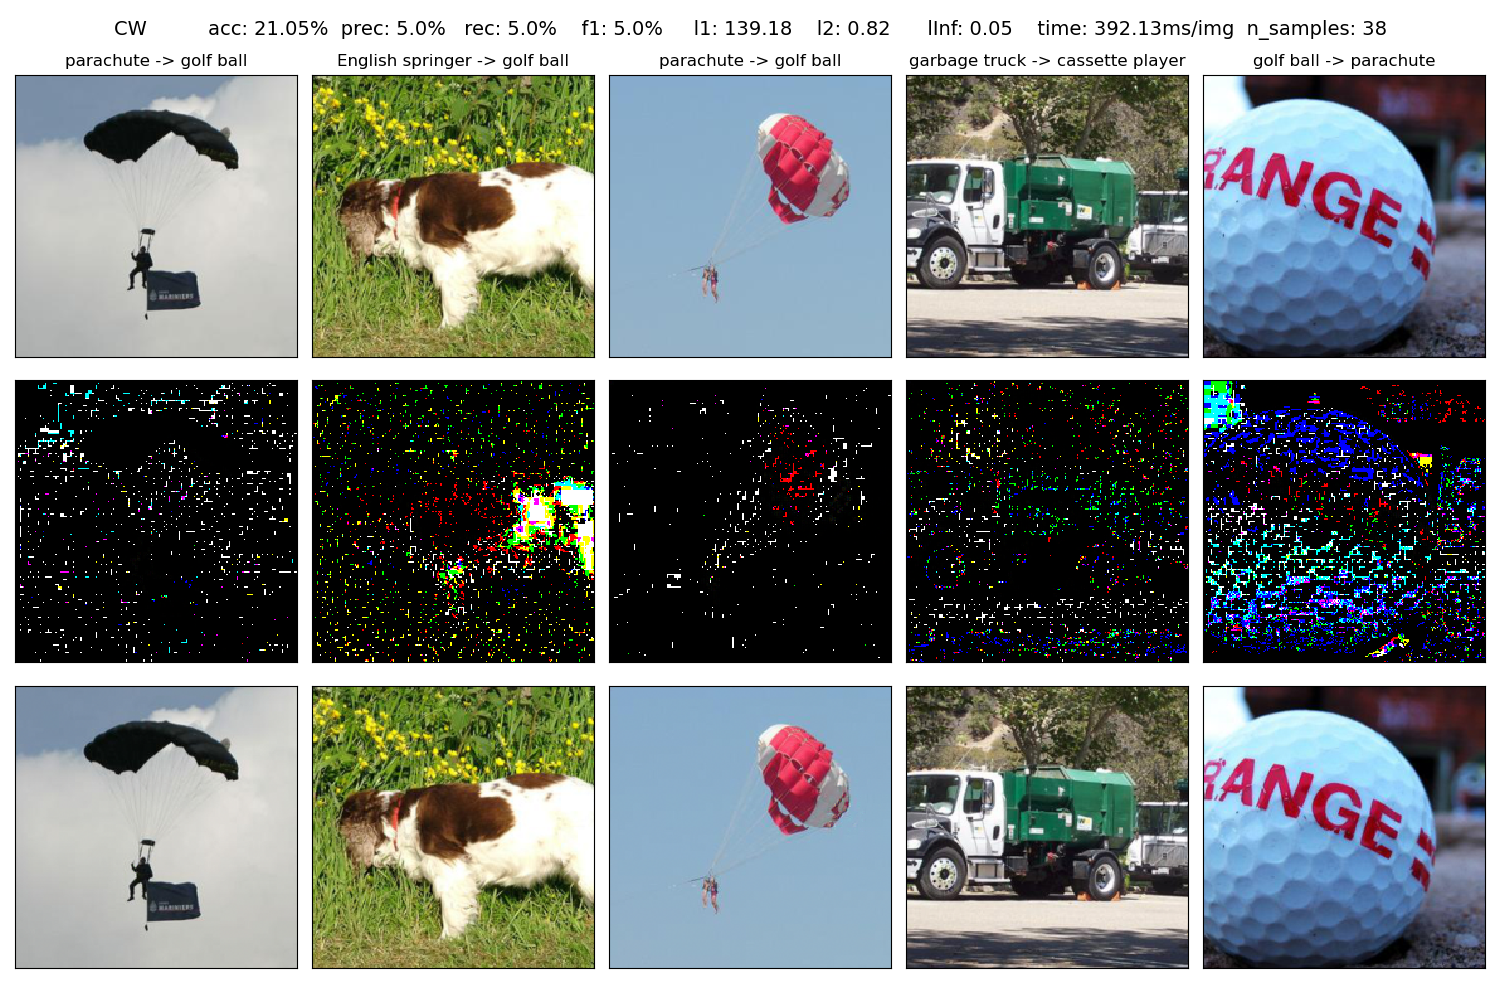 CW acc: 21.05% prec: 5.0% rec: 5.0% f1: 5.0% l1: 139.18 l2: 0.82 lInf: 0.05 time: 392.13ms/img n_samples: 38
parachute -> golf ball
English springer -> golf ball
parachute -> golf ball
garbage truck -> cassette player
golf ball -> parachute
RANGE
RANGE